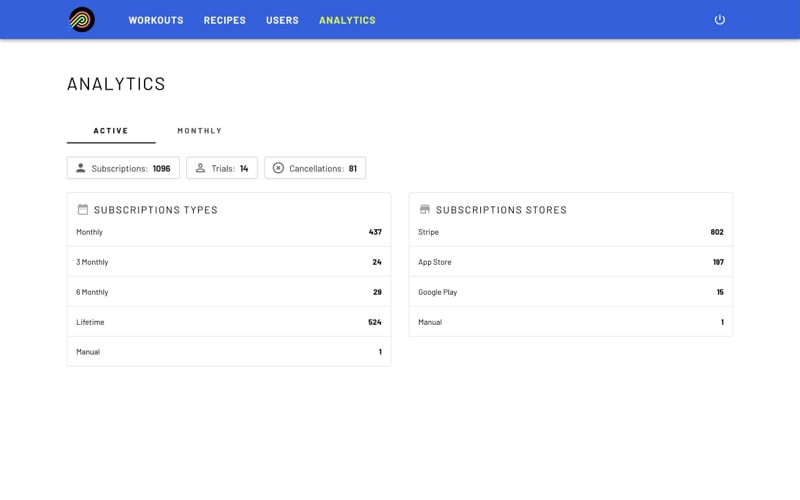 WORKOUTS RECIPES USERS ANALYTICS
ANALYTICS
ACTIVE MONTHLY
Subscriptions: 1096 Trials: 14 Cancellations: 81
SUBSCRIPTIONS TYPES
Monthly 437
3 Monthly 24
6 Monthly 29
Lifetime 524
Manual 1
SUBSCRIPTIONS STORES
Stripe 802
App Store 197
Google Play 15
Manual 1